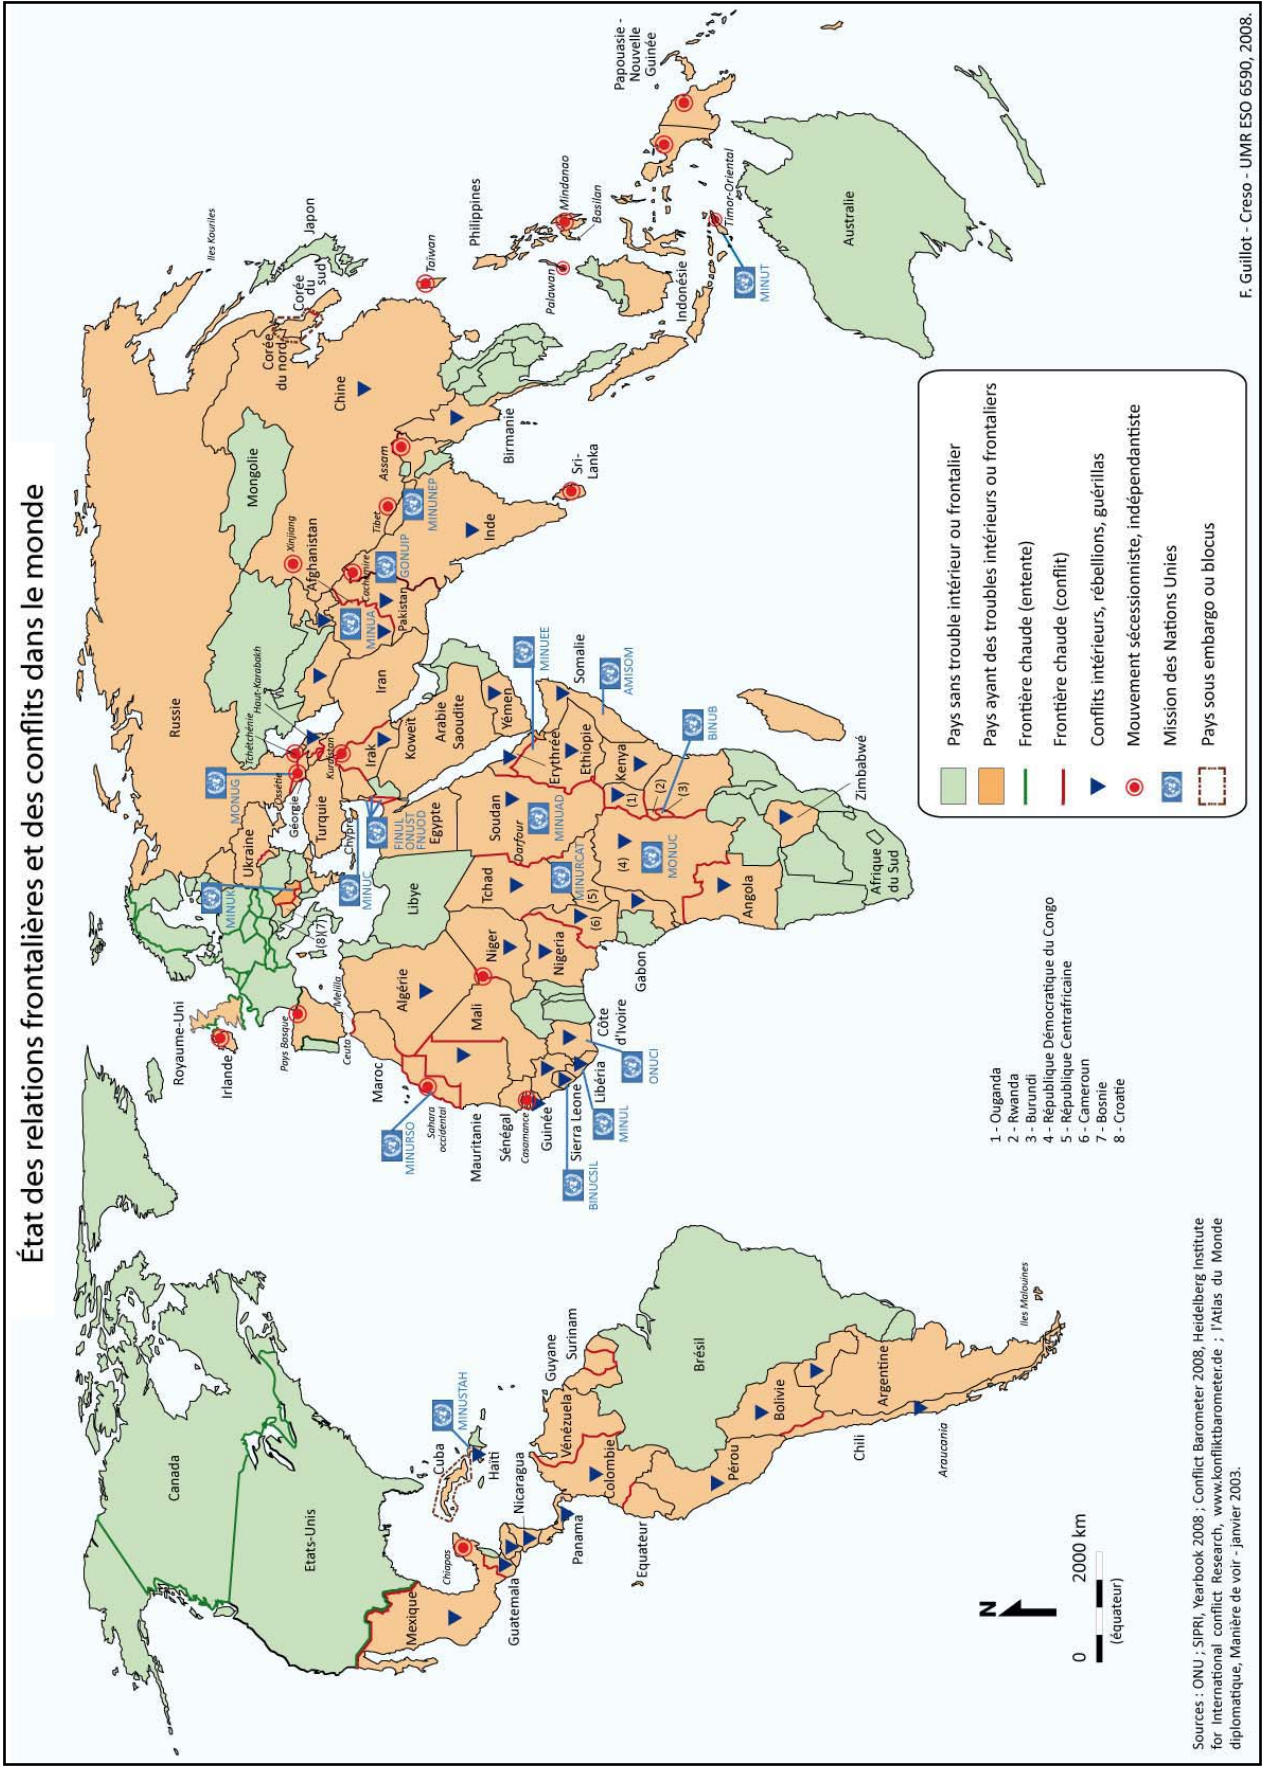 État des relations frontalières et des conflits dans le monde
Canada
Etats-Unis
Mexique
Chiapas
Guatemala
Nicaragua
Panama
Cuba
Haïti
MINUSTAH
Equateur
Colombie
Vénézuela
Guyane
Surinam
Brésil
Pérou
Bolivie
Chili
Argentine
Araucania
Iles Malouines
Royaume-Uni
Irlande
Pays Basque
Ceuta
Melilla
MINUK
(8)(7)
Ukraine
MONUG
Russie
Tchétchénie
Haut-Karabakh
Ossétie
Géorgie
Turquie
Kurdistan
Chypre
MINUC
FINUL
ONUST
FNUOD
Maroc
Sahara
occidental
MINURSO
Mauritanie
Sénégal
Casamance
Guinée
Sierra Leone
BINUCSIL
Libéria
MINUL
Côte
d'Ivoire
ONUCI
Algérie
Mali
Niger
Nigeria
Libye
Tchad
Egypte
Soudan
Darfour
MINUAD
MINURCAT
(5)
(6)
(4)
MONUC
Gabon
Angola
Afrique
du Sud
Zimbabwé
(1)
(2)
(3)
BINUB
Kenya
Ethiopie
Erythrée
MINUEE
Somalie
AMISOM
Yémen
Arabie
Saoudite
Koweït
Irak
Iran
Afghanistan
MINUA
Pakistan
Cachemire
GONUIP
Xinjiang
Tibet
MINUNEP
Inde
Sri-
Lanka
Assam
Birmanie
Mongolie
Chine
Corée
du nord
Corée
du
sud
Japon
Iles Kouriles
Taïwan
Philippines
Palawan
Mindanao
Basilan
Indonésie
Timor-Oriental
MINUT
Papouasie -
Nouvelle
Guinée
Australie
Pays sans trouble intérieur ou frontalier
Pays ayant des troubles intérieurs ou frontaliers
Frontière chaude (entente)
Frontière chaude (conflit)
Conflits intérieurs, rébellions, guérillas
Mouvement sécessionniste, indépendantiste
Mission des Nations Unies
Pays sous embargo ou blocus
1 - Ouganda
2 - Rwanda
3 - Burundi
4 - République Démocratique du Congo
5 - République Centrafricaine
6 - Cameroun
7 - Bosnie
8 - Croatie
N
0 2000 km
(équateur)
Sources : ONU ; SIPRI, Yearbook 2008 ; Conflict Barometer 2008, Heidelberg Institute
for International conflict Research, www.konfliktbarometer.de ; l'Atlas du Monde
diplomatique, Manière de voir - janvier 2003.
F. Guillot - Creso - UMR ESO 6590, 2008.